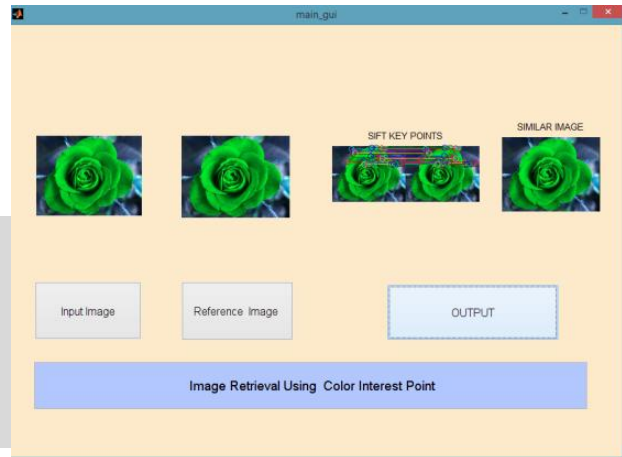 main_gui
SIFT KEY POINTS
SIMILAR IMAGE
Input Image
Reference Image
OUTPUT
Image Retrieval Using Color Interest Point